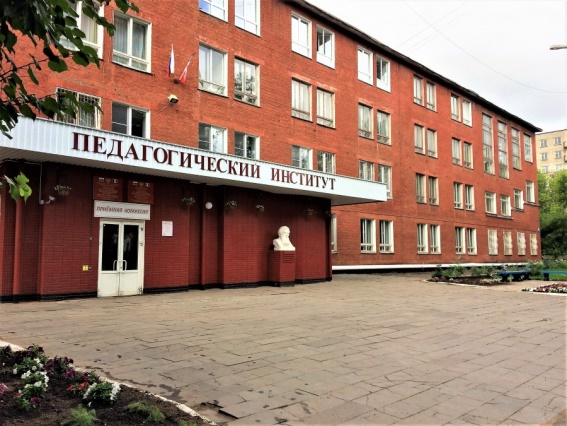 ПЕДАГОГИЧЕСКИЙ ИНСТИТУТ
ПРИЁМНАЯ КОМИССИЯ